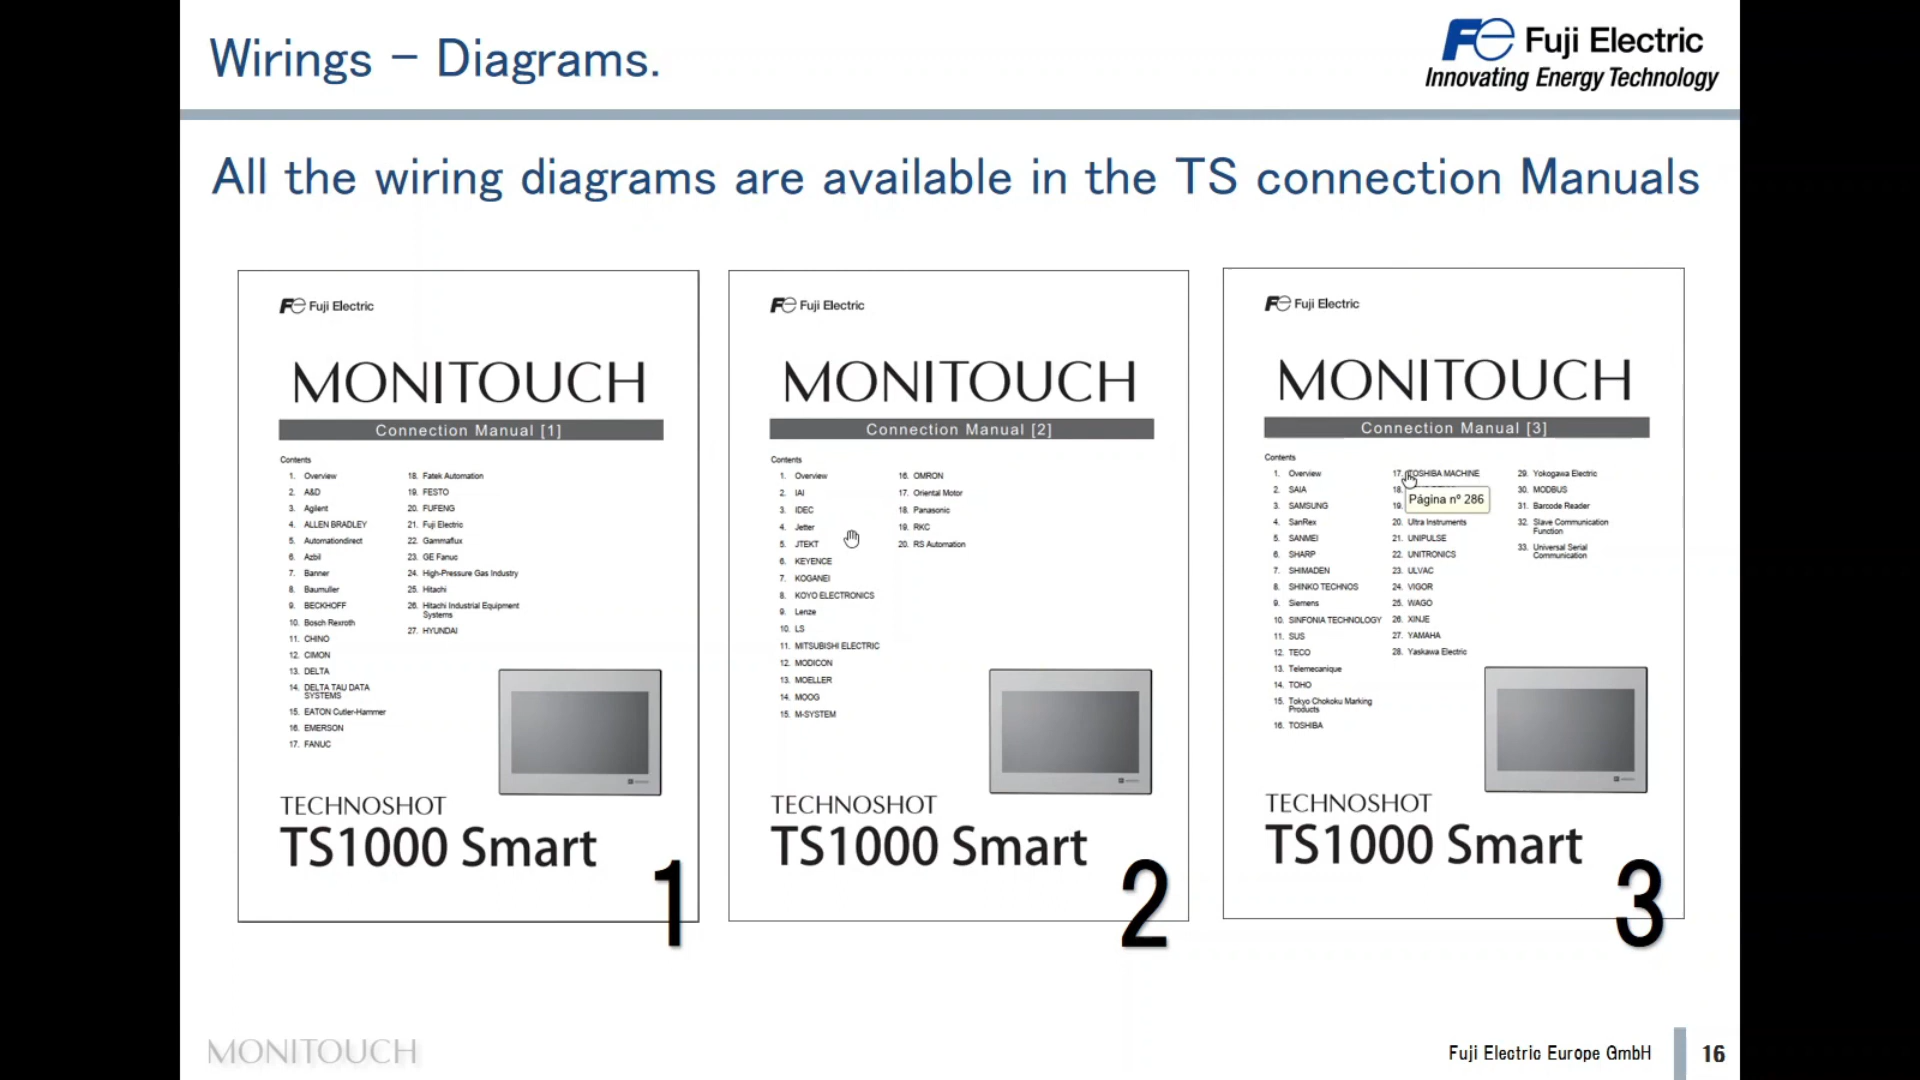 Wirings - Diagrams.
Fuji Electric
Innovating Energy Technology
All the wiring diagrams are available in the TS connection Manuals
Fuji Electric
MONITOUCH
Connection Manual [1]
Contents
1. Overview
2. A&D
3. Agilent
4. ALLEN BRADLEY
5. Automationdirect
6. Azbil
7. Banner
8. Baumuller
9. BECKHOFF
10. Bosch Rexroth
11. CHINO
12. CIMON
13. DELTA
14. DELTA TAU DATA
SYSTEMS
15. EATON Cutler-Hammer
16. EMERSON
17. FANUC
18. Fatek Automation
19. FESTO
20. FUFENG
21. Fuji Electric
22. Gammaflux
23. GE Fanuc
24. High-Pressure Gas Industry
25. Hitachi
26. Hitachi Industrial Equipment
Systems
27. HYUNDAI
TECHNOSHOT
TS1000 Smart
1
Fuji Electric
MONITOUCH
Connection Manual [2]
Contents
1. Overview
2. IAI
3. IDEC
4. Jetter
5. JTEKT
6. KEYENCE
7. KOGANEI
8. KOYO ELECTRONICS
9. Lenze
10. LS
11. MITSUBISHI ELECTRIC
12. MODICON
13. MOELLER
14. MOOG
15. M-SYSTEM
16. OMRON
17. Oriental Motor
18. Panasonic
19. RKC
20. RS Automation
TECHNOSHOT
TS1000 Smart
2
Fuji Electric
MONITOUCH
Connection Manual [3]
Contents
1. Overview
2. SAIA
3. SAMSUNG
4. SanRex
5. SANMEI
6. SHARP
7. SHIMADEN
8. SHINKO TECHNOS
9. Siemens
10. SINFONIA TECHNOLOGY
11. SUS
12. TECO
13. Telemecanique
14. TOHO
15. Tokyo Chokoku Marking
Products
16. TOSHIBA
17. TOSHIBA MACHINE
18.
Página nº 286
19.
20. Ultra Instruments
21. UNIPULSE
22. UNITRONICS
23. ULVAC
24. VIGOR
25. WAGO
26. XINJE
27. YAMAHA
28. Yaskawa Electric
29. Yokogawa Electric
30. MODBUS
31. Barcode Reader
32. Slave Communication
Function
33. Universal Serial
Communication
TECHNOSHOT
TS1000 Smart
3
MONITOUCH
Fuji Electric Europe GmbH
16